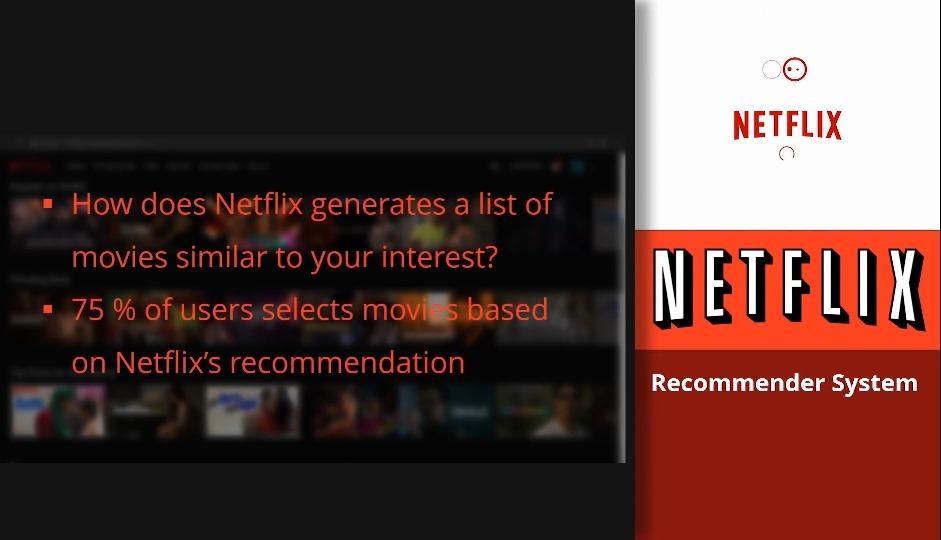 ▪ How does Netflix generates a list of
movies similar to your interest?
▪ 75 % of users selects movies based
on Netflix’s recommendation
NETFLIX
NETFLIX
Recommender System